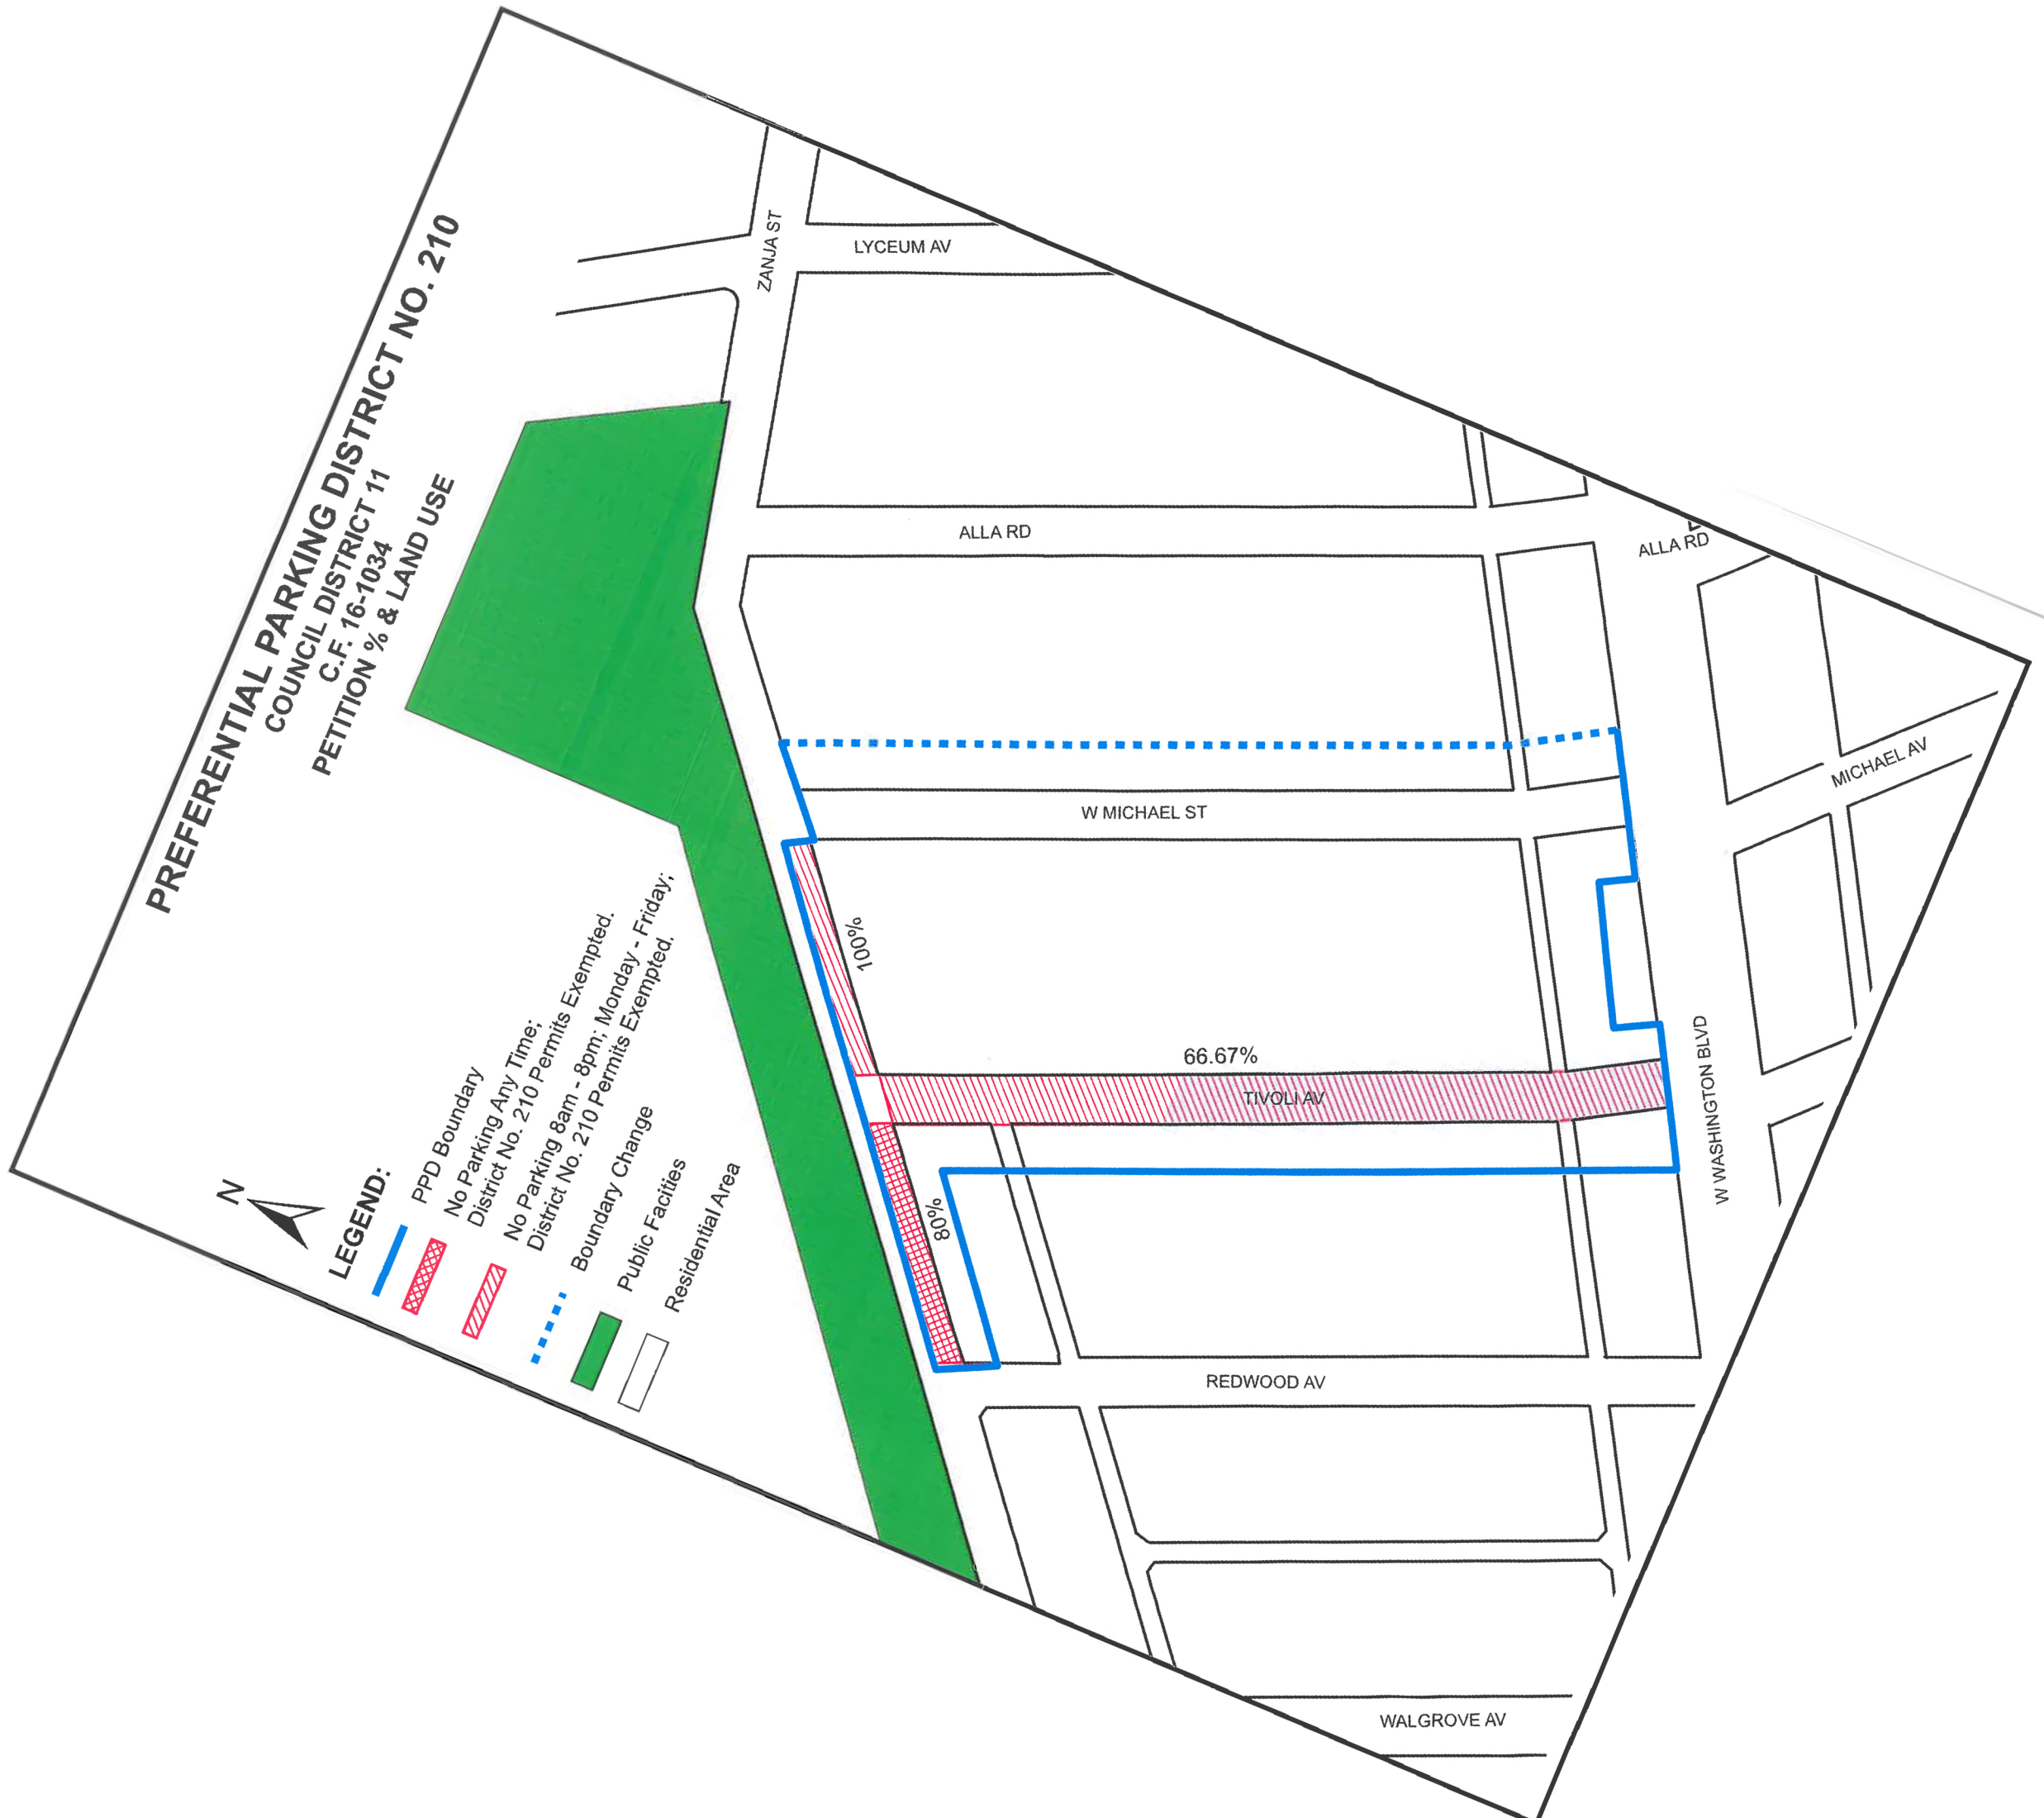 PREFERENTIAL PARKING DISTRICT NO. 210
COUNCIL DISTRICT 11
C.F. 16-1034
PETITION % & LAND USE
N
LEGEND:
PPD Boundary
No Parking Any Time;
District No. 210 Permits Exempted.
No Parking 8am - 8pm; Monday - Friday;
District No. 210 Permits Exempted.
Boundary Change
Public Facities
Residential Area
ZANJA ST
LYCEUM AV
ALLA RD
ALLA RD
W MICHAEL ST
MICHAEL AV
100%
66.67%
TIVOLI AV
W WASHINGTON BLVD
80%
REDWOOD AV
WALGROVE AV